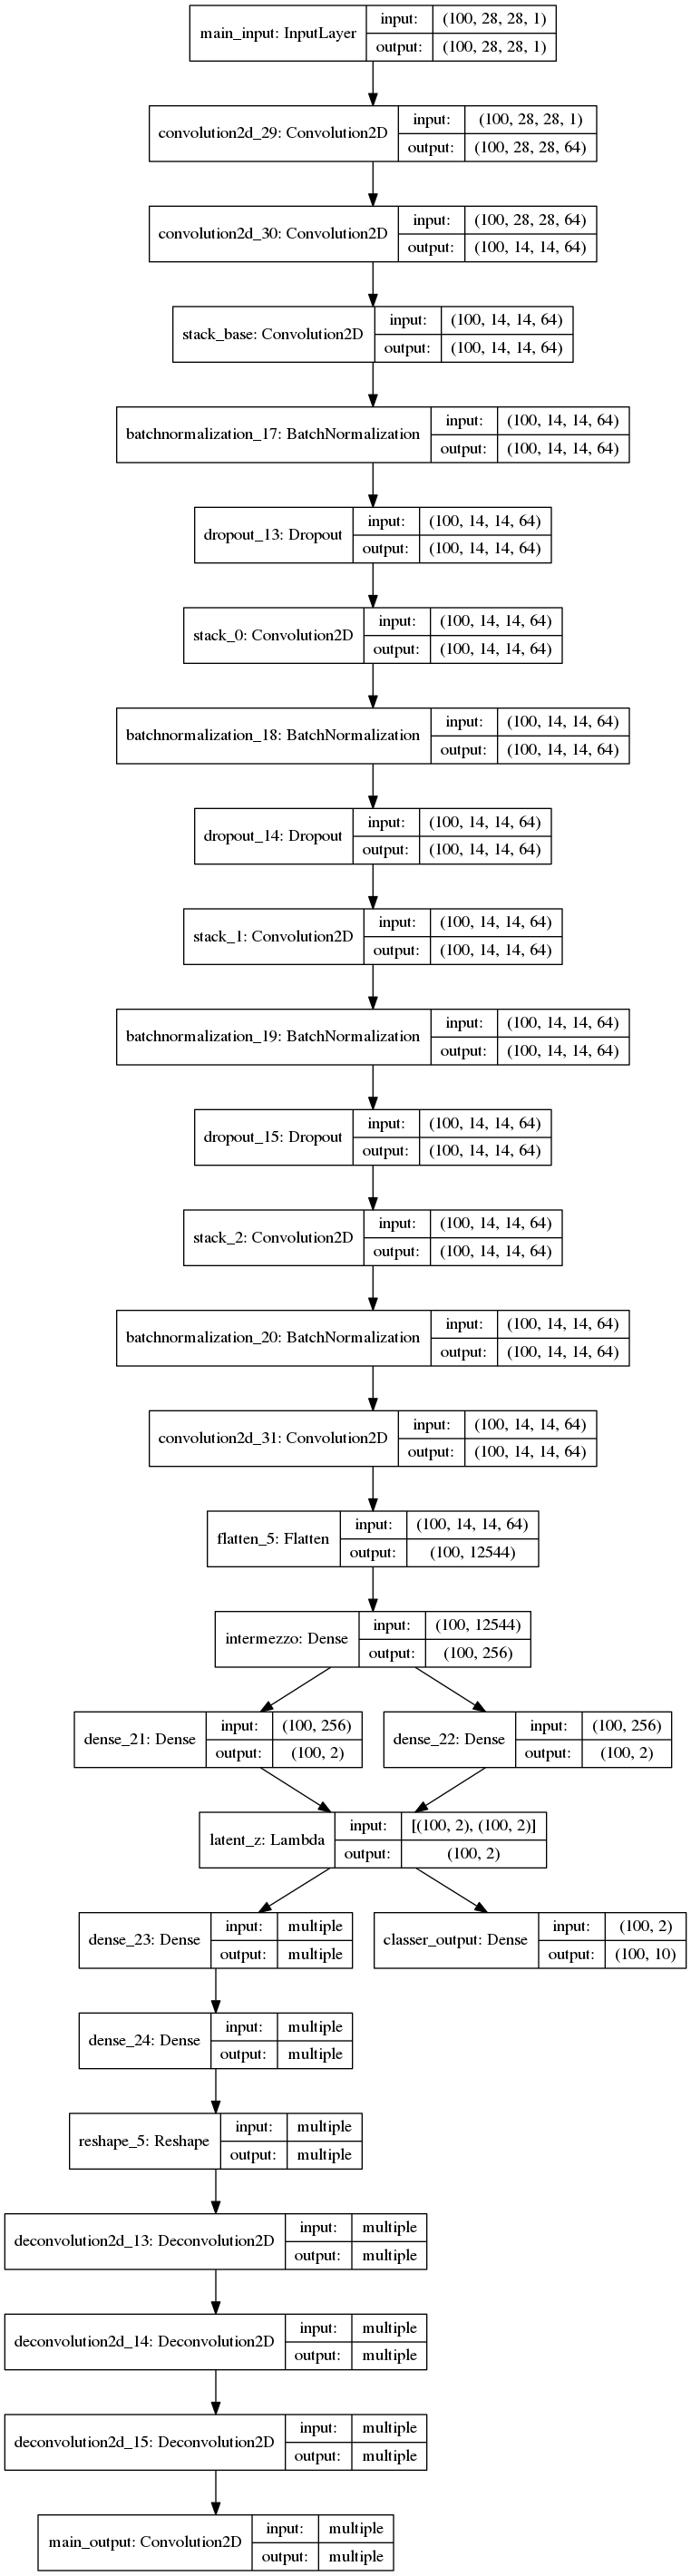 main_input: InputLayer
input: (100, 28, 28, 1)
output: (100, 28, 28, 1)
convolution2d_29: Convolution2D
input: (100, 28, 28, 1)
output: (100, 28, 28, 64)
convolution2d_30: Convolution2D
input: (100, 28, 28, 64)
output: (100, 14, 14, 64)
stack_base: Convolution2D
input: (100, 14, 14, 64)
output: (100, 14, 14, 64)
batchnormalization_17: BatchNormalization
input: (100, 14, 14, 64)
output: (100, 14, 14, 64)
dropout_13: Dropout
input: (100, 14, 14, 64)
output: (100, 14, 14, 64)
stack_0: Convolution2D
input: (100, 14, 14, 64)
output: (100, 14, 14, 64)
batchnormalization_18: BatchNormalization
input: (100, 14, 14, 64)
output: (100, 14, 14, 64)
dropout_14: Dropout
input: (100, 14, 14, 64)
output: (100, 14, 14, 64)
stack_1: Convolution2D
input: (100, 14, 14, 64)
output: (100, 14, 14, 64)
batchnormalization_19: BatchNormalization
input: (100, 14, 14, 64)
output: (100, 14, 14, 64)
dropout_15: Dropout
input: (100, 14, 14, 64)
output: (100, 14, 14, 64)
stack_2: Convolution2D
input: (100, 14, 14, 64)
output: (100, 14, 14, 64)
batchnormalization_20: BatchNormalization
input: (100, 14, 14, 64)
output: (100, 14, 14, 64)
convolution2d_31: Convolution2D
input: (100, 14, 14, 64)
output: (100, 14, 14, 64)
flatten_5: Flatten
input: (100, 14, 14, 64)
output: (100, 12544)
intermezzo: Dense
input: (100, 12544)
output: (100, 256)
dense_21: Dense
input: (100, 256)
output: (100, 2)
dense_22: Dense
input: (100, 256)
output: (100, 2)
latent_z: Lambda
input: [(100, 2), (100, 2)]
output: (100, 2)
dense_23: Dense
input: multiple
output: multiple
classer_output: Dense
input: (100, 2)
output: (100, 10)
dense_24: Dense
input: multiple
output: multiple
reshape_5: Reshape
input: multiple
output: multiple
deconvolution2d_13: Deconvolution2D
input: multiple
output: multiple
deconvolution2d_14: Deconvolution2D
input: multiple
output: multiple
deconvolution2d_15: Deconvolution2D
input: multiple
output: multiple
main_output: Convolution2D
input: multiple
output: multiple